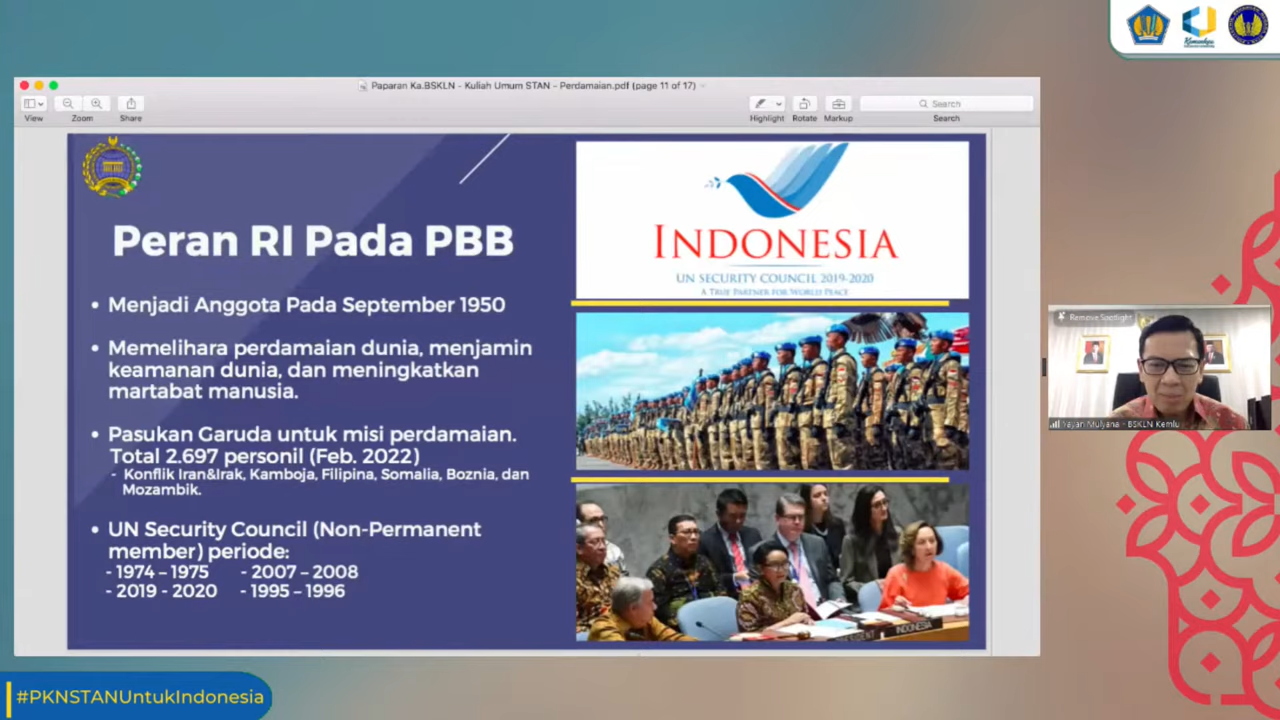 Paparan Ka.BSKLN - Kuliah Umum STAN - Perdamaian.pdf (page 11 of 17)
View
Zoom
Share
Highlight
Rotate
Markup
Search
Search
Peran RI Pada PBB
• Menjadi Anggota Pada September 1950
• Memelihara perdamaian dunia, menjamin
keamanan dunia, dan meningkatkan
martabat manusia.
• Pasukan Garuda untuk misi perdamaian.
Total 2.697 personil (Feb. 2022)
- Konflik Iran&Irak, Kamboja, Filipina, Somalia, Boznia, dan
Mozambik.
• UN Security Council (Non-Permanent
member) periode:
- 1974 – 1975 - 2007 – 2008
- 2019 - 2020 - 1995 – 1996
INDONESIA
UN SECURITY COUNCIL 2019-2020
A TRUE PARTNER FOR WORLD PEACE
PRESIDENT
INDONESIA
Remove Spotlight
Yayan Mulyana - BSKLN Kemlu
#PKNSTANUntukIndonesia